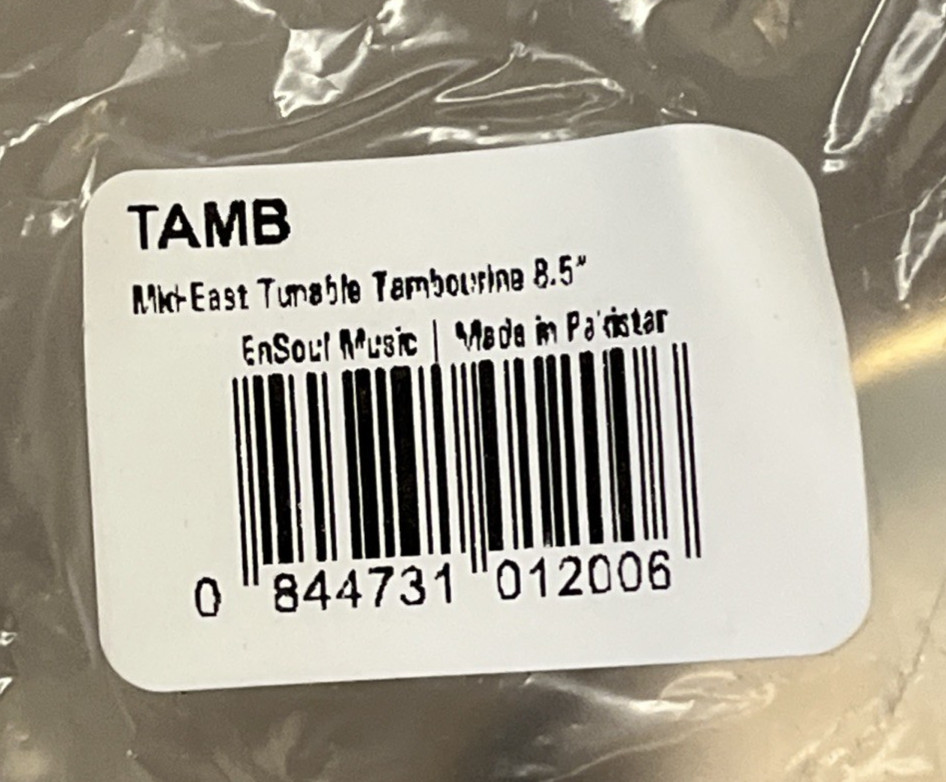 TAMB
Mid-East Tunable Tambourine 8.5"
EnSoul Music | Made in Pakistan
0 844731 012006